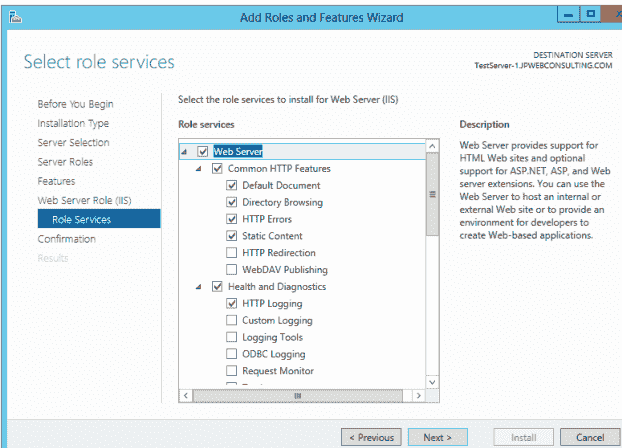 Add Roles and Features Wizard
Select role services
DESTINATION SERVER
TestServer-1.JPWEBCONSULTING.COM
Before You Begin
Installation Type
Server Selection
Server Roles
Features
Web Server Role (IIS)
Role Services
Confirmation
Results
Select the role services to install for Web Server (IIS)
Role services
Web Server
Common HTTP Features
Default Document
Directory Browsing
HTTP Errors
Static Content
HTTP Redirection
WebDAV Publishing
Health and Diagnostics
HTTP Logging
Custom Logging
Logging Tools
ODBC Logging
Request Monitor
Description
Web Server provides support for
HTML Web sites and optional
support for ASP.NET, ASP, and Web
server extensions. You can use the
Web Server to host an internal or
external Web site or to provide an
environment for developers to
create Web-based applications.
< Previous
Next >
Install
Cancel